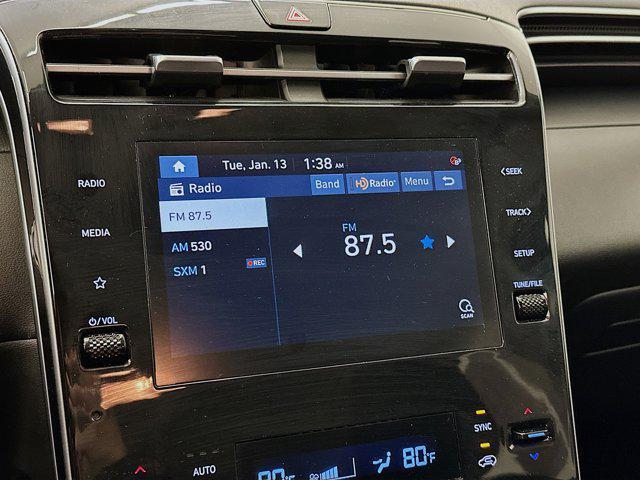 Tue, Jan. 13 1:38 AM
Radio Band HD Radio Menu
RADIO
<SEEK
FM 87.5
FM
87.5
MEDIA
AM 530
TRACK>
SXM 1 REC
SETUP
TUNE/FILE
SCAN
⏻/VOL
SYNC
AUTO
80°F
80°F